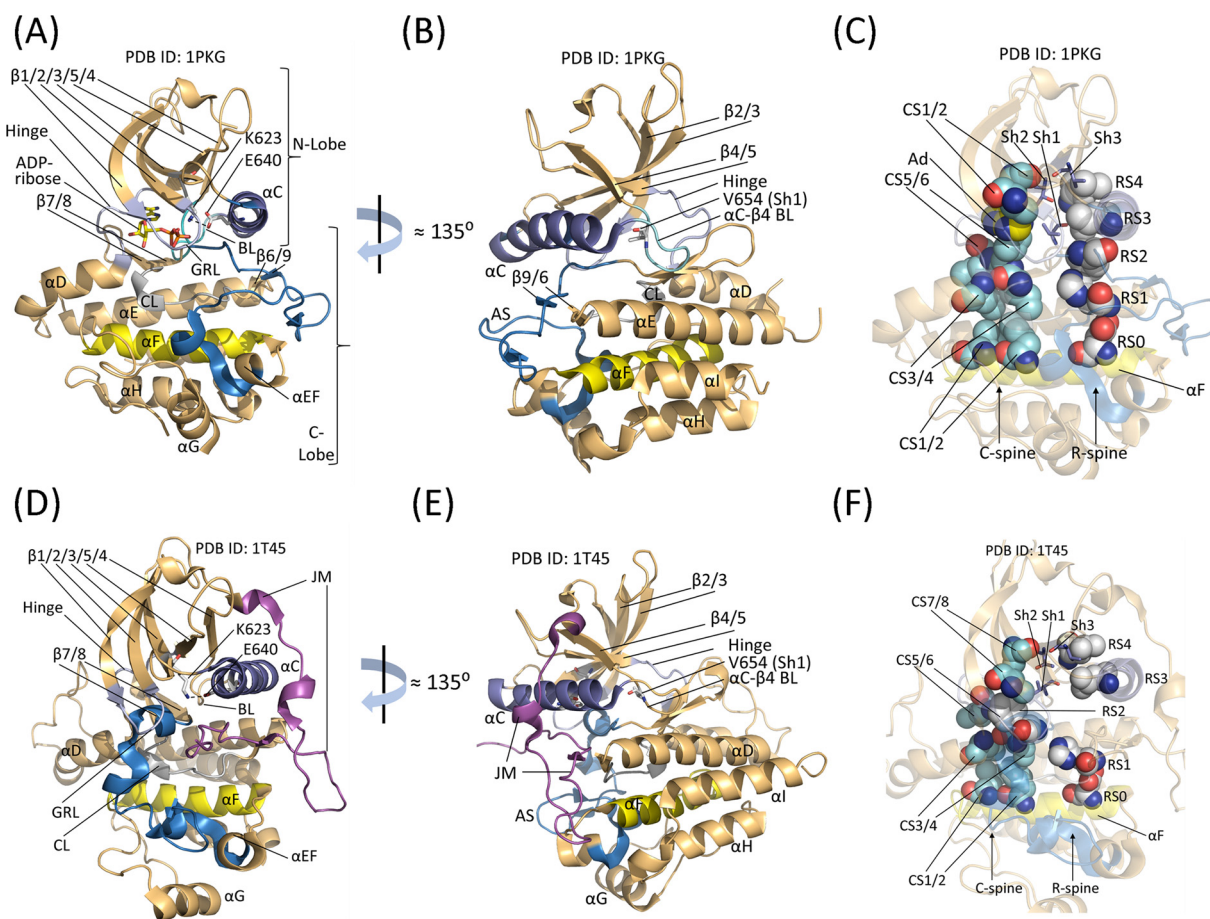 (A)
PDB ID: 1PKG
β1/2/3/5/4
Hinge
ADP-
ribose
β7/8
K623
E640
N-Lobe
αC
BL
GRL
β6/9
αD
CL
αE
αF
αH
αEF
αG
C-
Lobe
≈ 135°
(B)
PDB ID: 1PKG
β2/3
β4/5
Hinge
V654 (Sh1)
αC-β4 BL
αC
β9/6
CL
αD
AS
αE
αF
αI
αH
(C)
PDB ID: 1PKG
CS1/2
Sh2
Sh1
Sh3
Ad
CS5/6
RS4
RS3
RS2
RS1
RS0
CS3/4
αF
CS1/2
C-spine
R-spine
(D)
PDB ID: 1T45
β1/2/3/5/4
JM
Hinge
K623
E640
β7/8
αC
BL
αD
αF
GRL
CL
αEF
αG
≈ 135°
(E)
PDB ID: 1T45
β2/3
β4/5
Hinge
V654 (Sh1)
αC-β4 BL
αC
αD
JM
αF
αI
AS
αH
αG
(F)
PDB ID: 1T45
CS7/8
Sh2
Sh1
Sh3
RS4
CS5/6
RS3
RS2
RS1
RS0
CS3/4
αF
CS1/2
C-spine
R-spine